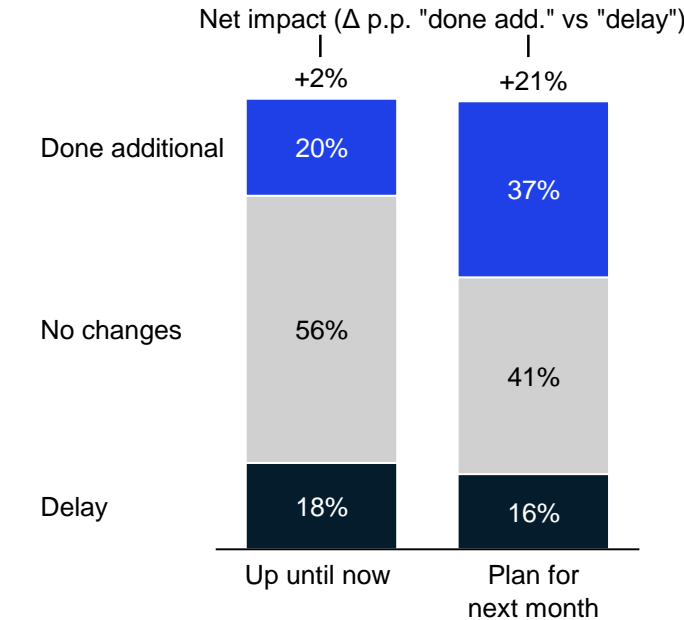 Net impact (Δ p.p. "done add." vs "delay")
+2%
+21%
Done additional
20%
37%
No changes
56%
41%
Delay
18%
16%
Up until now
Plan for
next month